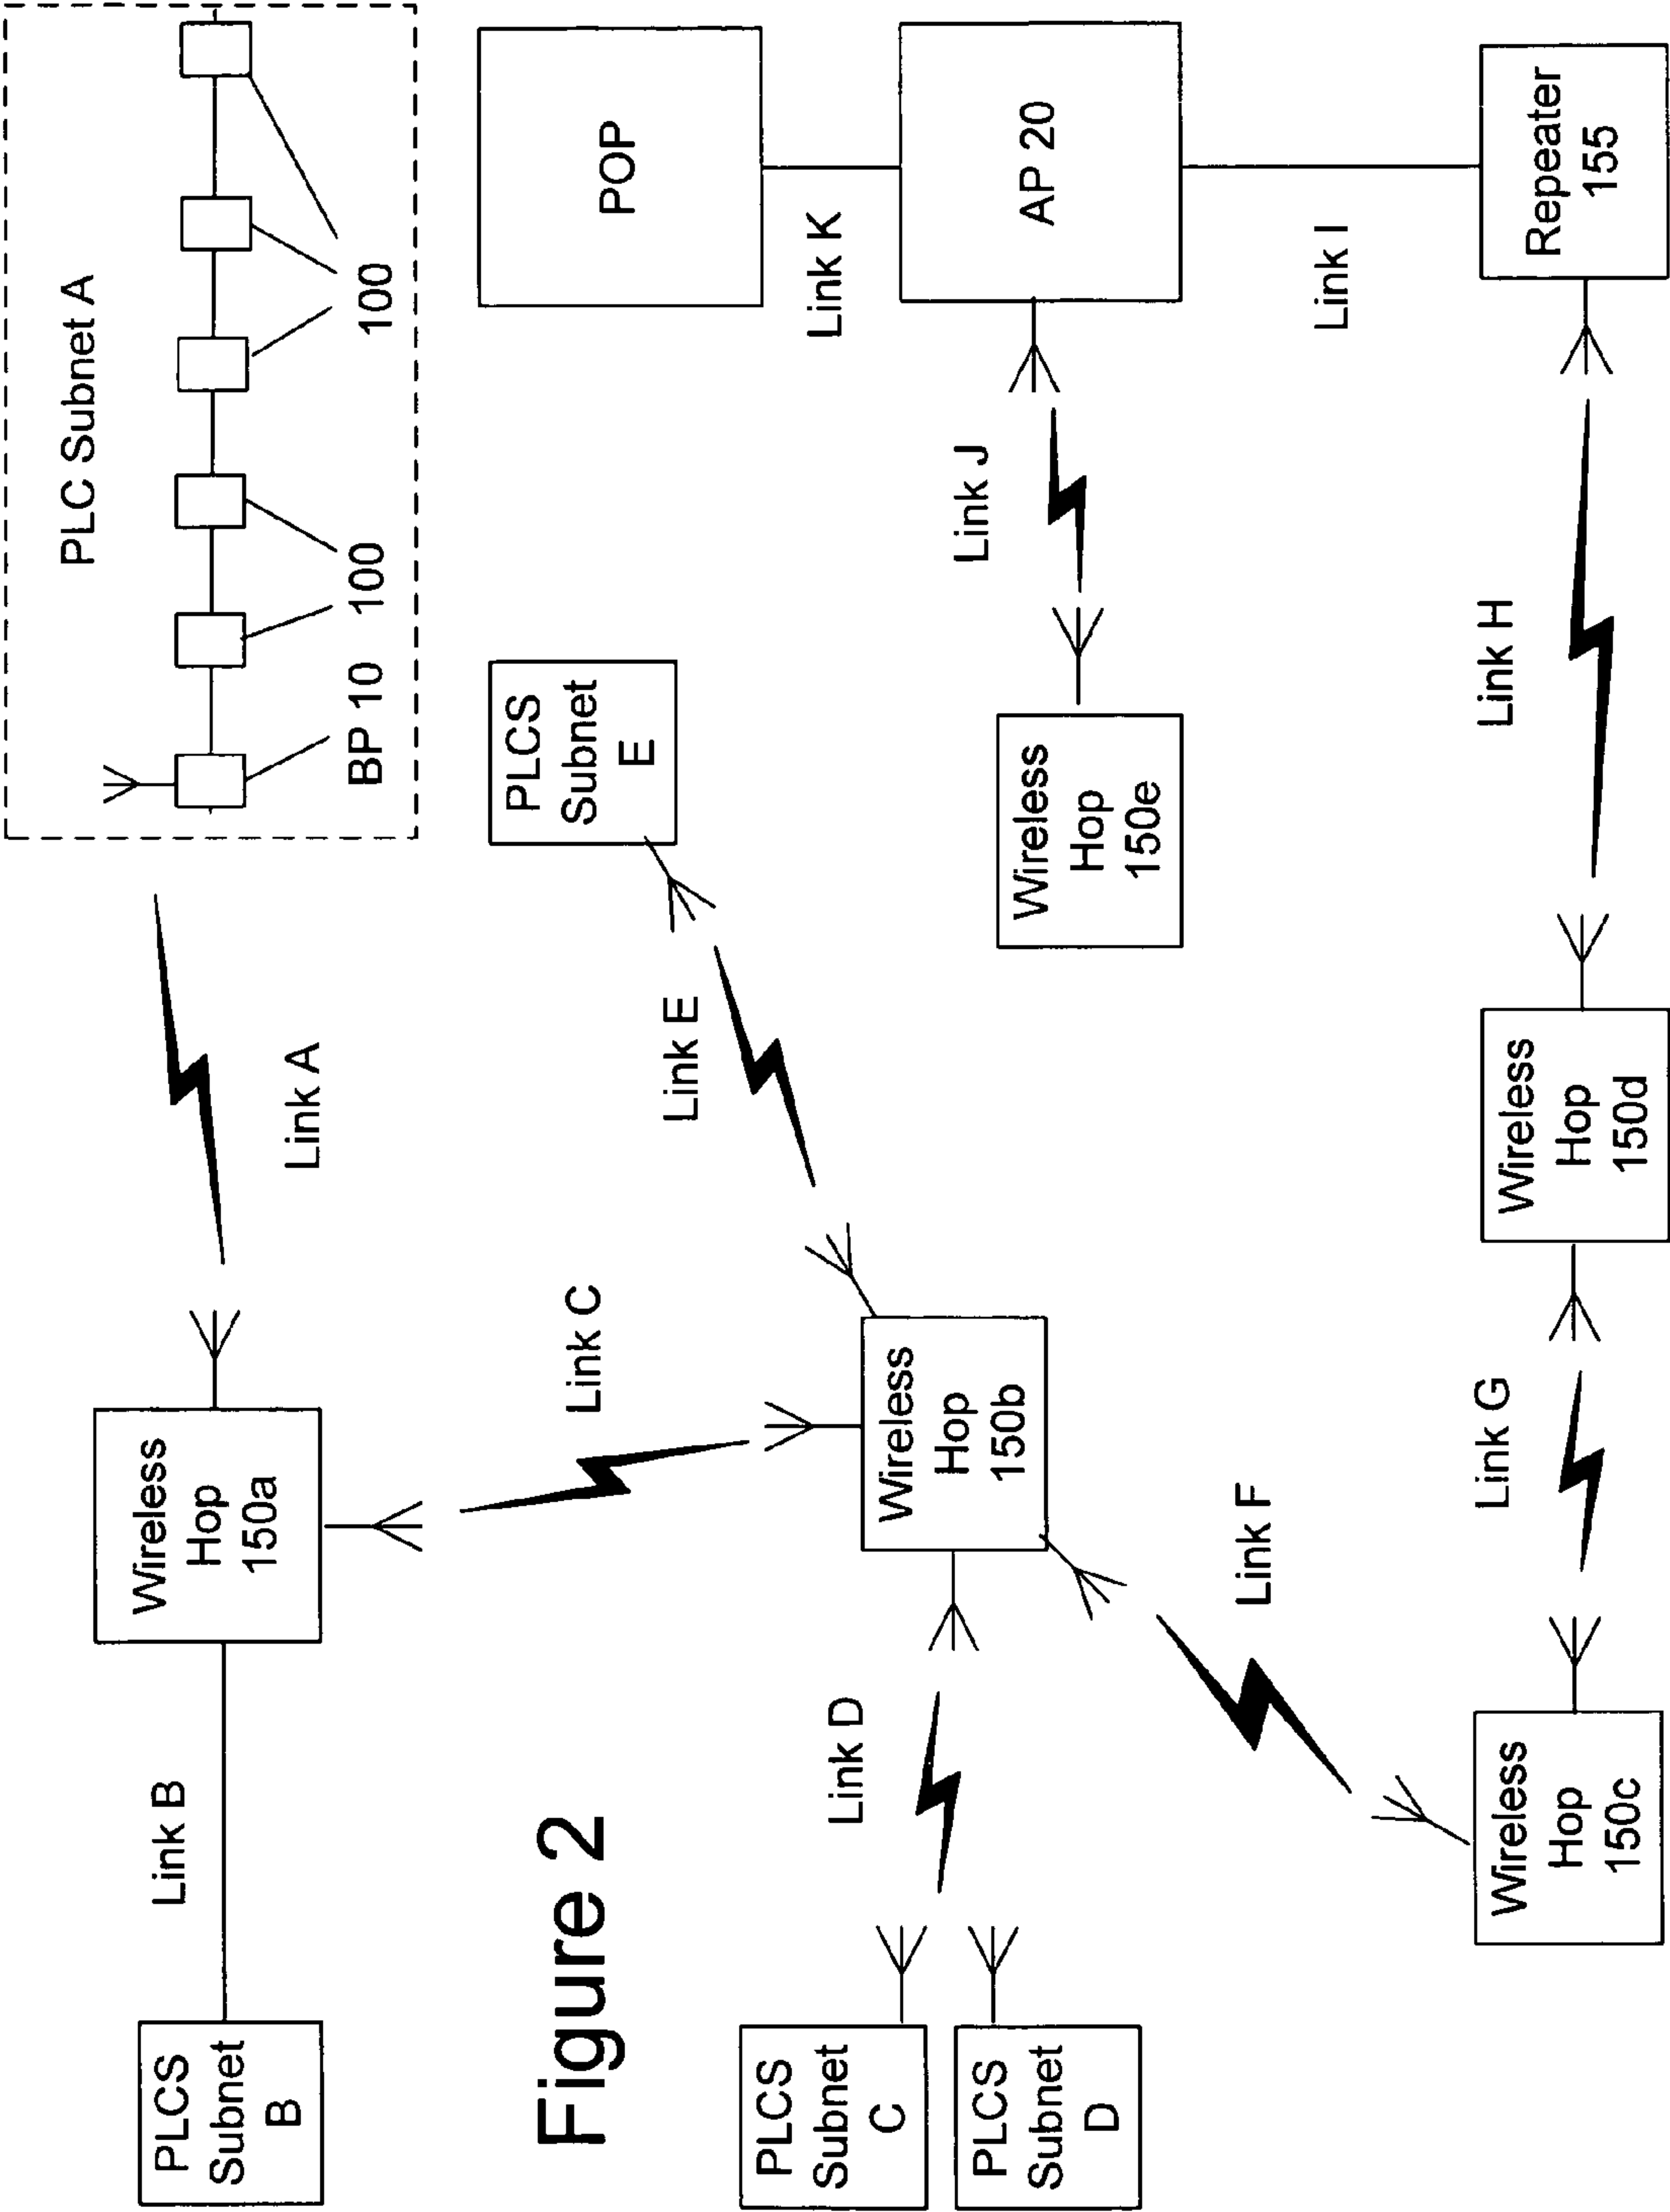 PLCS
Subnet
B
Link B
Wireless
Hop
150a
Link A
PLC Subnet A
BP 10
100
100
Figure 2
Link C
PLCS
Subnet
E
Link E
POP
Link K
PLCS
Subnet
C
PLCS
Subnet
D
Link D
Wireless
Hop
150b
Link J
AP 20
Wireless
Hop
150e
Link F
Link I
Wireless
Hop
150c
Link G
Wireless
Hop
150d
Link H
Repeater
155